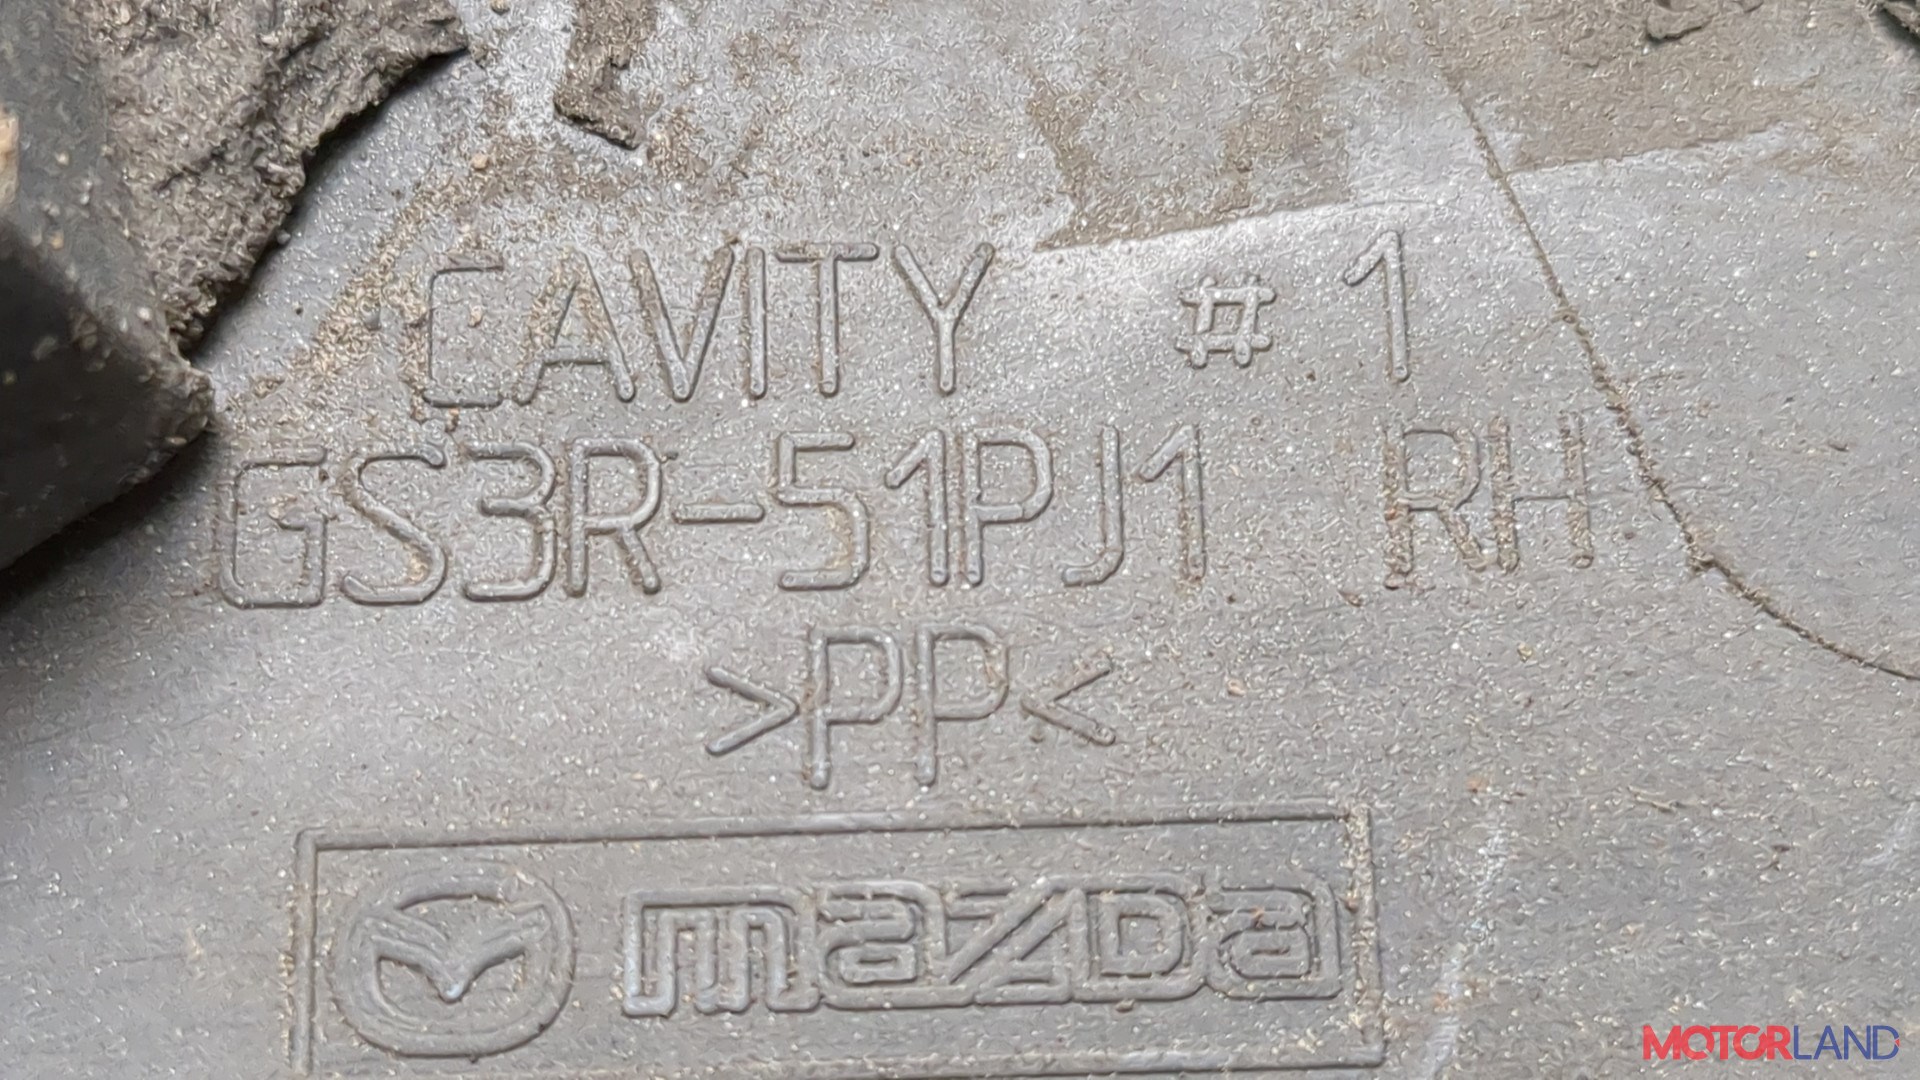 CAVITY # 1
GS3R-51PJ1 RH
>PP<
mazda
MOTORLAND